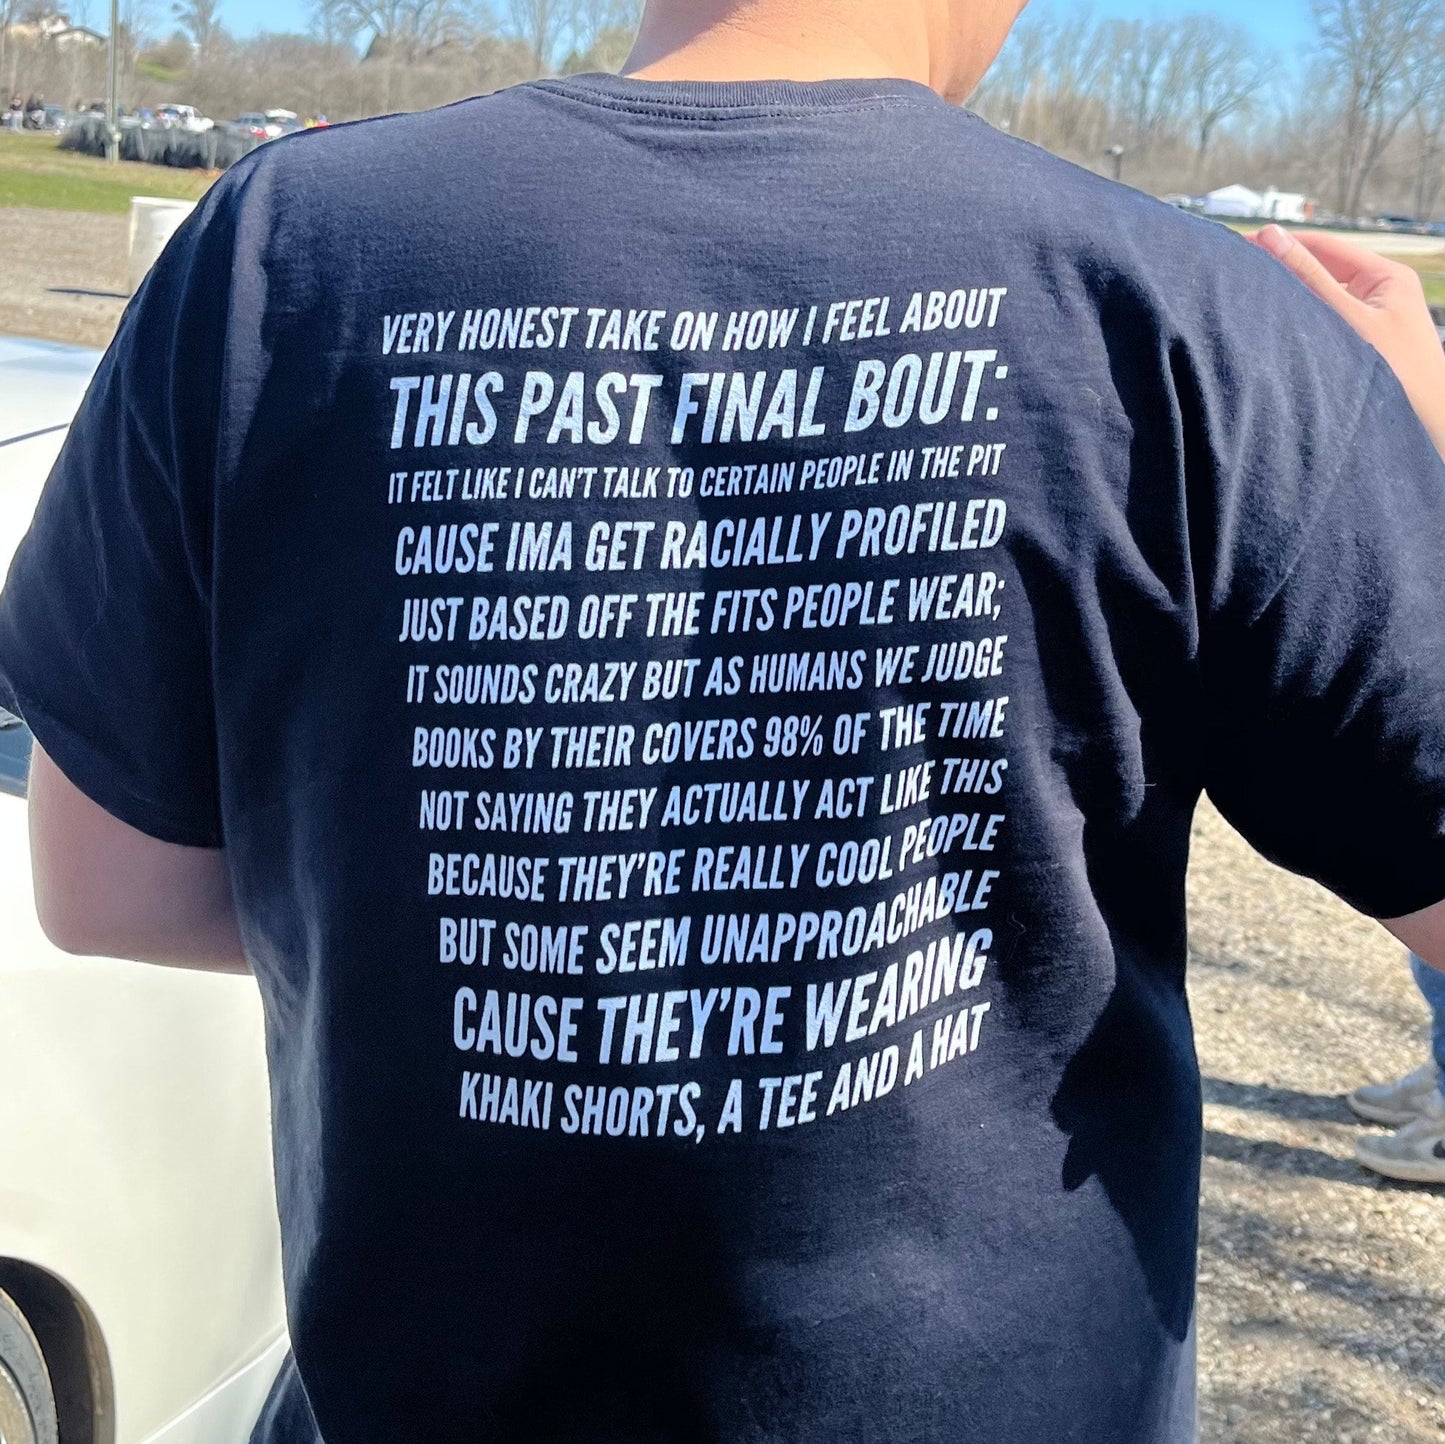 VERY HONEST TAKE ON HOW I FEEL ABOUT
THIS PAST FINAL BOUT:
IT FELT LIKE I CAN'T TALK TO CERTAIN PEOPLE IN THE PIT
CAUSE IMA GET RACIALLY PROFILED
JUST BASED OFF THE FITS PEOPLE WEAR;
IT SOUNDS CRAZY BUT AS HUMANS WE JUDGE
BOOKS BY THEIR COVERS 98% OF THE TIME
NOT SAYING THEY ACTUALLY ACT LIKE THIS
BECAUSE THEY'RE REALLY COOL PEOPLE
BUT SOME SEEM UNAPPROACHABLE
CAUSE THEY'RE WEARING
KHAKI SHORTS, A TEE AND A HAT